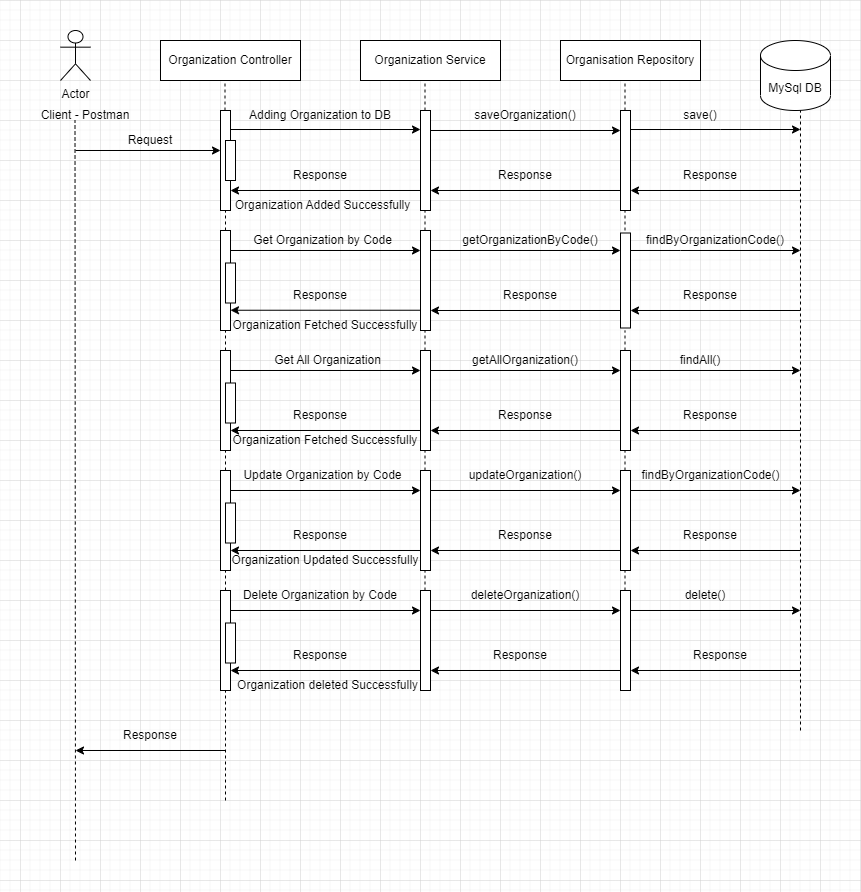 Organization Controller
Organization Service
Organisation Repository
MySql DB
Actor
Client - Postman
Adding Organization to DB
saveOrganization()
save()
Request
Response
Response
Response
Organization Added Successfully
Get Organization by Code
getOrganizationByCode()
findByOrganizationCode()
Response
Response
Response
Organization Fetched Successfully
Get All Organization
getAllOrganization()
findAll()
Response
Response
Response
Organization Fetched Successfully
Update Organization by Code
updateOrganization()
findByOrganizationCode()
Response
Response
Response
Organization Updated Successfully
Delete Organization by Code
deleteOrganization()
delete()
Response
Response
Response
Organization deleted Successfully
Response